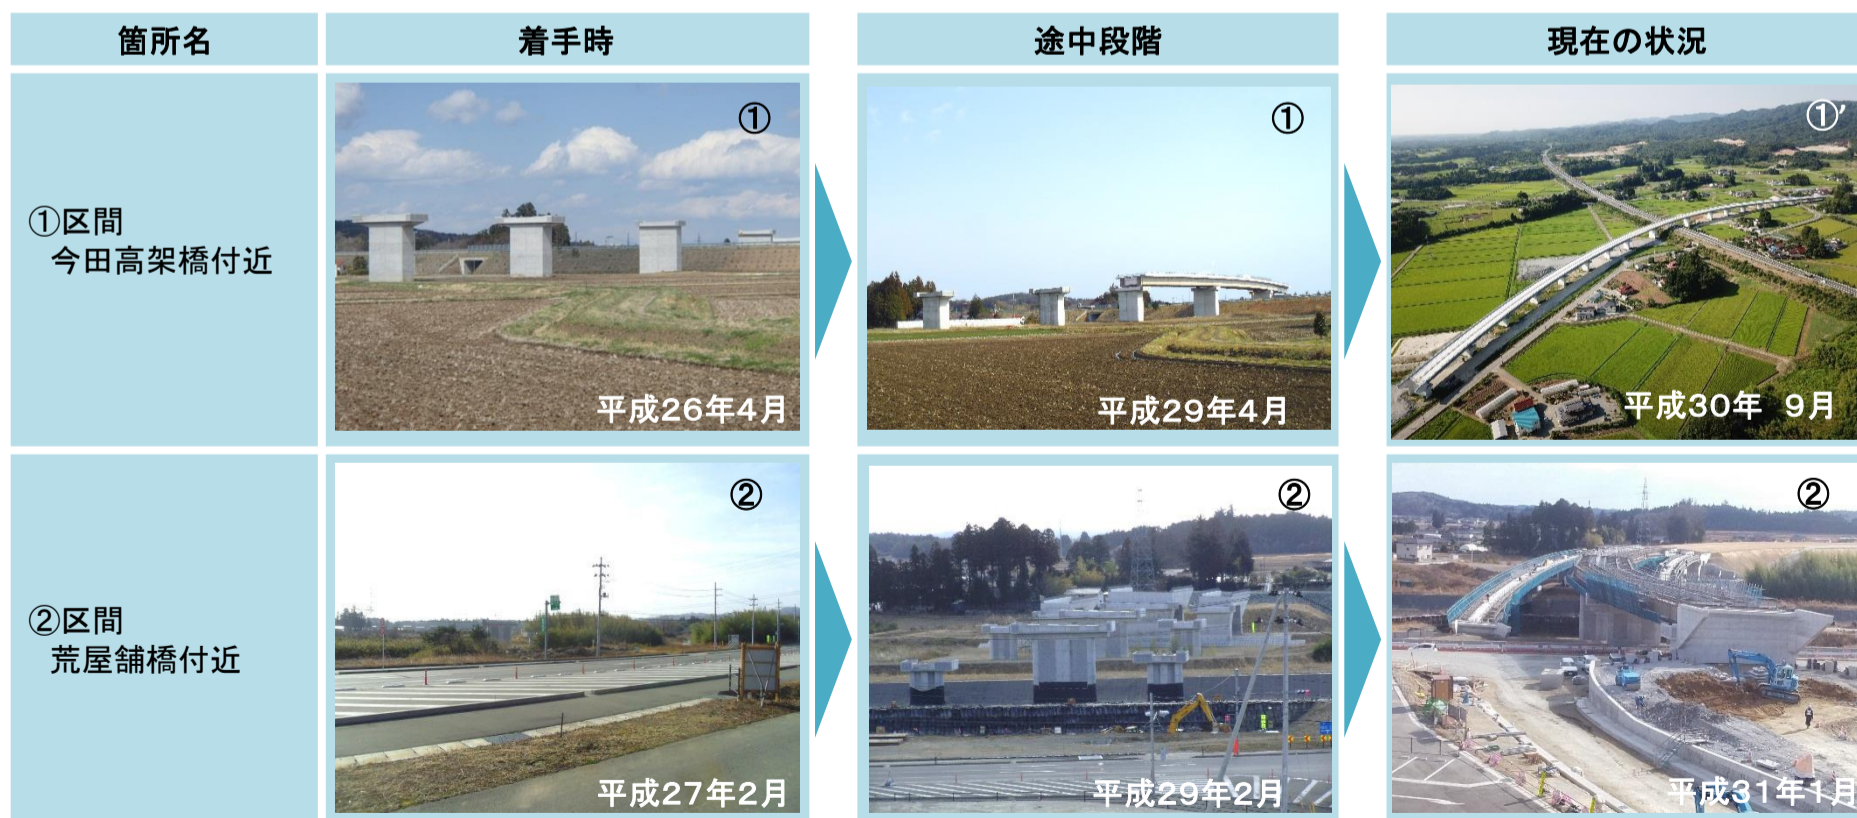 箇所名
着手時
途中段階
現在の状況
①区間
今田高架橋付近
①
平成26年4月
①
平成29年4月
①’
平成30年 9月
②区間
荒屋舗橋付近
②
平成27年2月
②
平成29年2月
②
平成31年1月